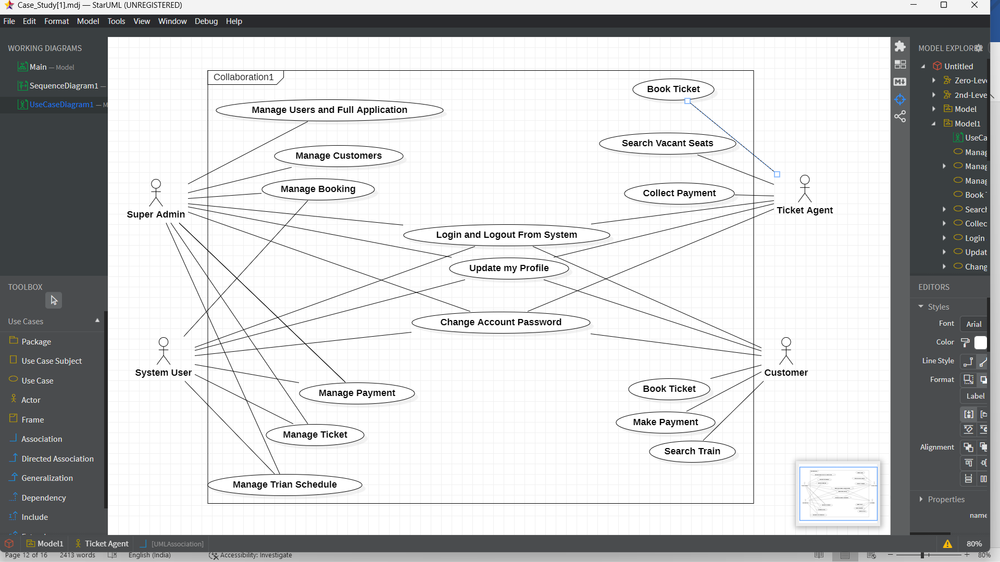 Case_Study[1].mdj — StarUML (UNREGISTERED)
File Edit Format Model Tools View Window Debug Help
WORKING DIAGRAMS
Main — Model
SequenceDiagram1 —
UseCaseDiagram1 — M
TOOLBOX
Use Cases
Package
Use Case Subject
Use Case
Actor
Frame
Association
Directed Association
Generalization
Dependency
Include
Collaboration1
Book Ticket
Manage Users and Full Application
Search Vacant Seats
Manage Customers
Manage Booking
Collect Payment
Super Admin
Ticket Agent
Login and Logout From System
Update my Profile
Change Account Password
System User
Customer
Manage Payment
Book Ticket
Make Payment
Manage Ticket
Search Train
Manage Trian Schedule
MODEL EXPLORER
Untitled
Zero-Leve
2nd-Leve
Model
Model1
UseCa
Manag
Manag
Manag
Book T
Search
Collec
Login
Updat
Chang
EDITORS
Styles
Font Arial
Color
Line Style
Format
Label
Alignment
Properties
name
Model1 Ticket Agent [UMLAssociation] 80%
Page 12 of 16 2413 words English (India) Accessibility: Investigate 80%